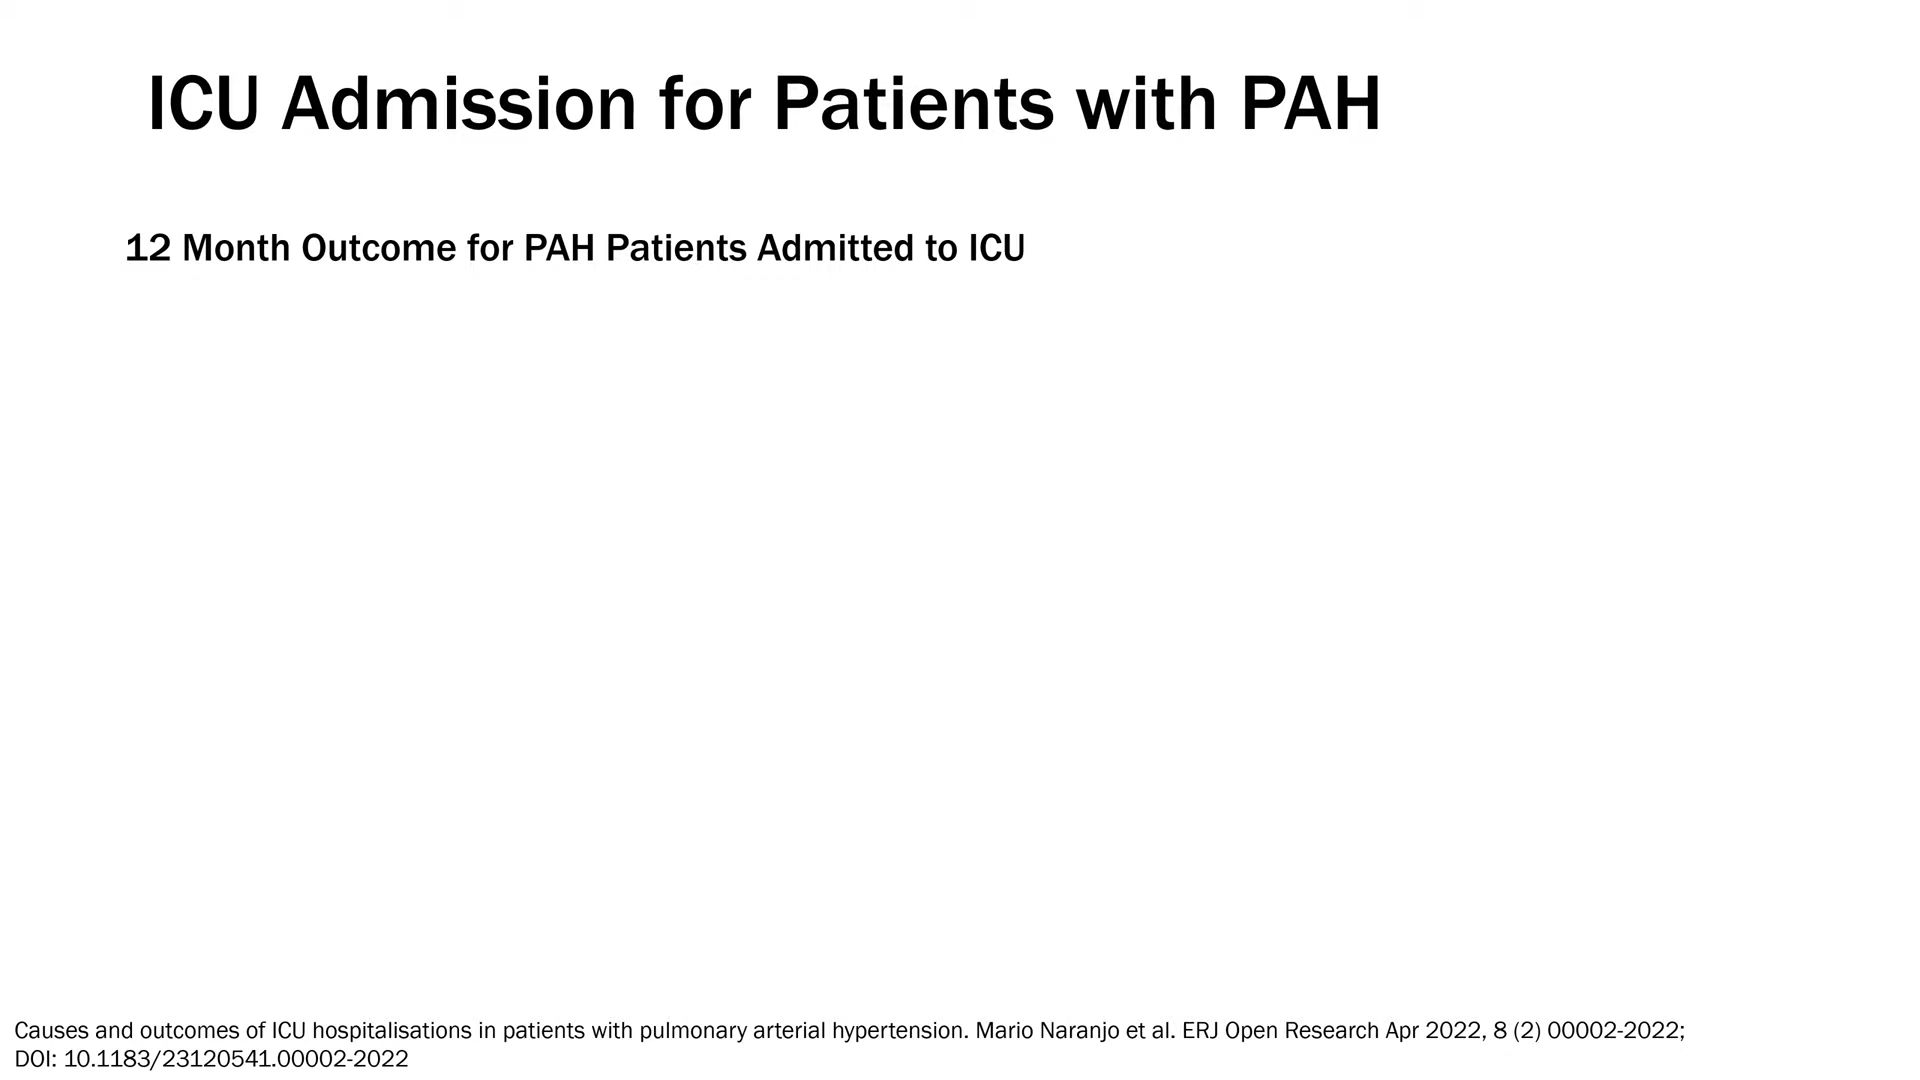 ICU Admission for Patients with PAH
12 Month Outcome for PAH Patients Admitted to ICU
Causes and outcomes of ICU hospitalisations in patients with pulmonary arterial hypertension. Mario Naranjo et al. ERJ Open Research Apr 2022, 8 (2) 00002-2022;
DOI: 10.1183/23120541.00002-2022